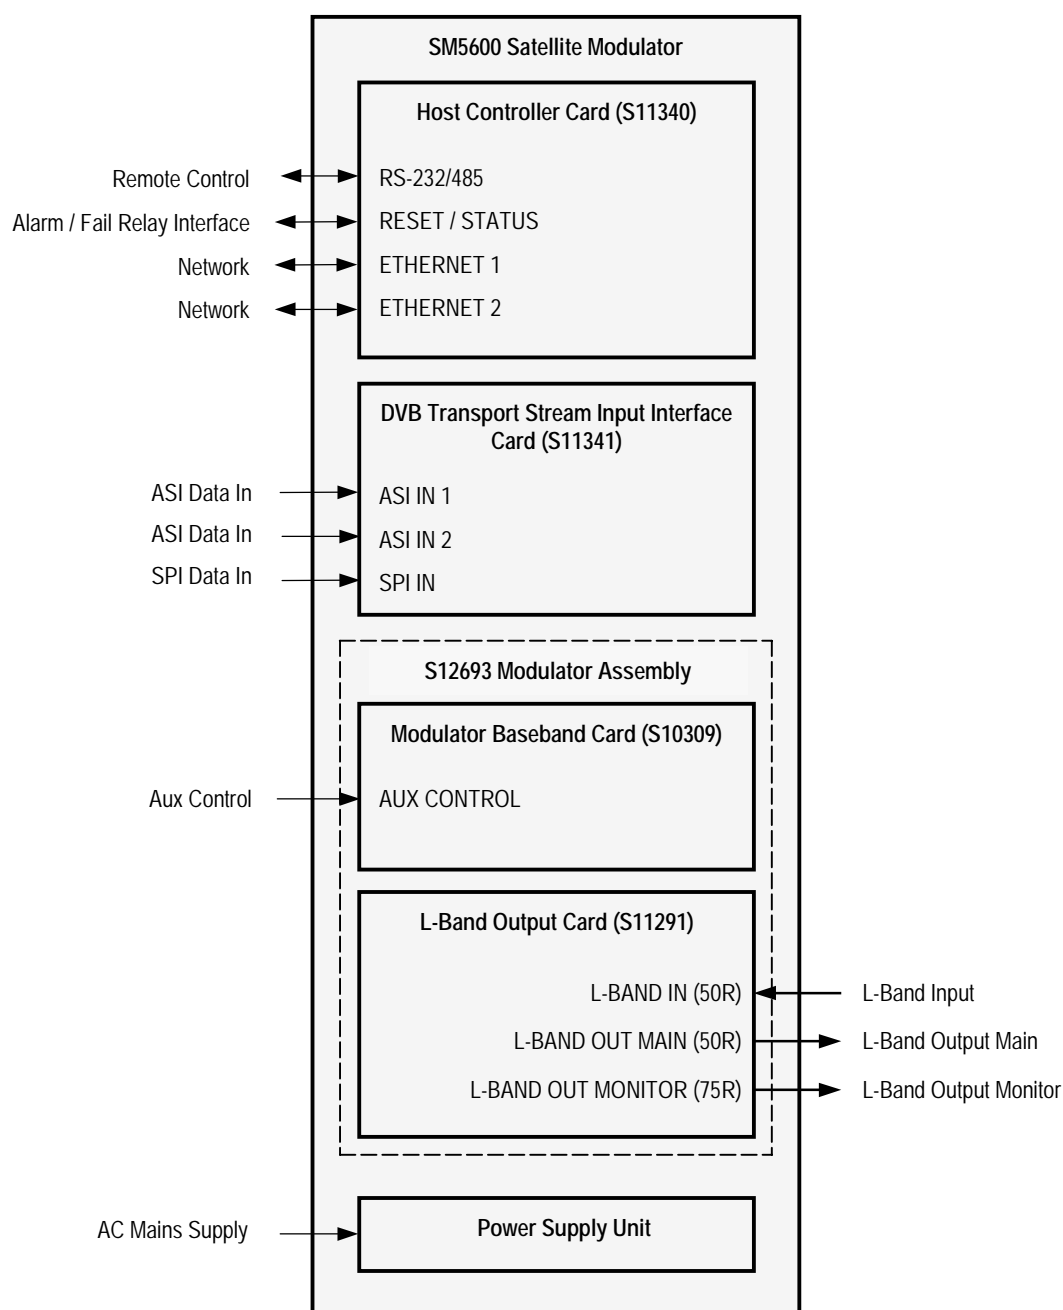 SM5600 Satellite Modulator
Host Controller Card (S11340)
Remote Control
RS-232/485
Alarm / Fail Relay Interface
RESET / STATUS
Network
ETHERNET 1
Network
ETHERNET 2
DVB Transport Stream Input Interface
Card (S11341)
ASI Data In
ASI IN 1
ASI Data In
ASI IN 2
SPI Data In
SPI IN
S12693 Modulator Assembly
Modulator Baseband Card (S10309)
Aux Control
AUX CONTROL
L-Band Output Card (S11291)
L-BAND IN (50R)
L-Band Input
L-BAND OUT MAIN (50R)
L-Band Output Main
L-BAND OUT MONITOR (75R)
L-Band Output Monitor
AC Mains Supply
Power Supply Unit